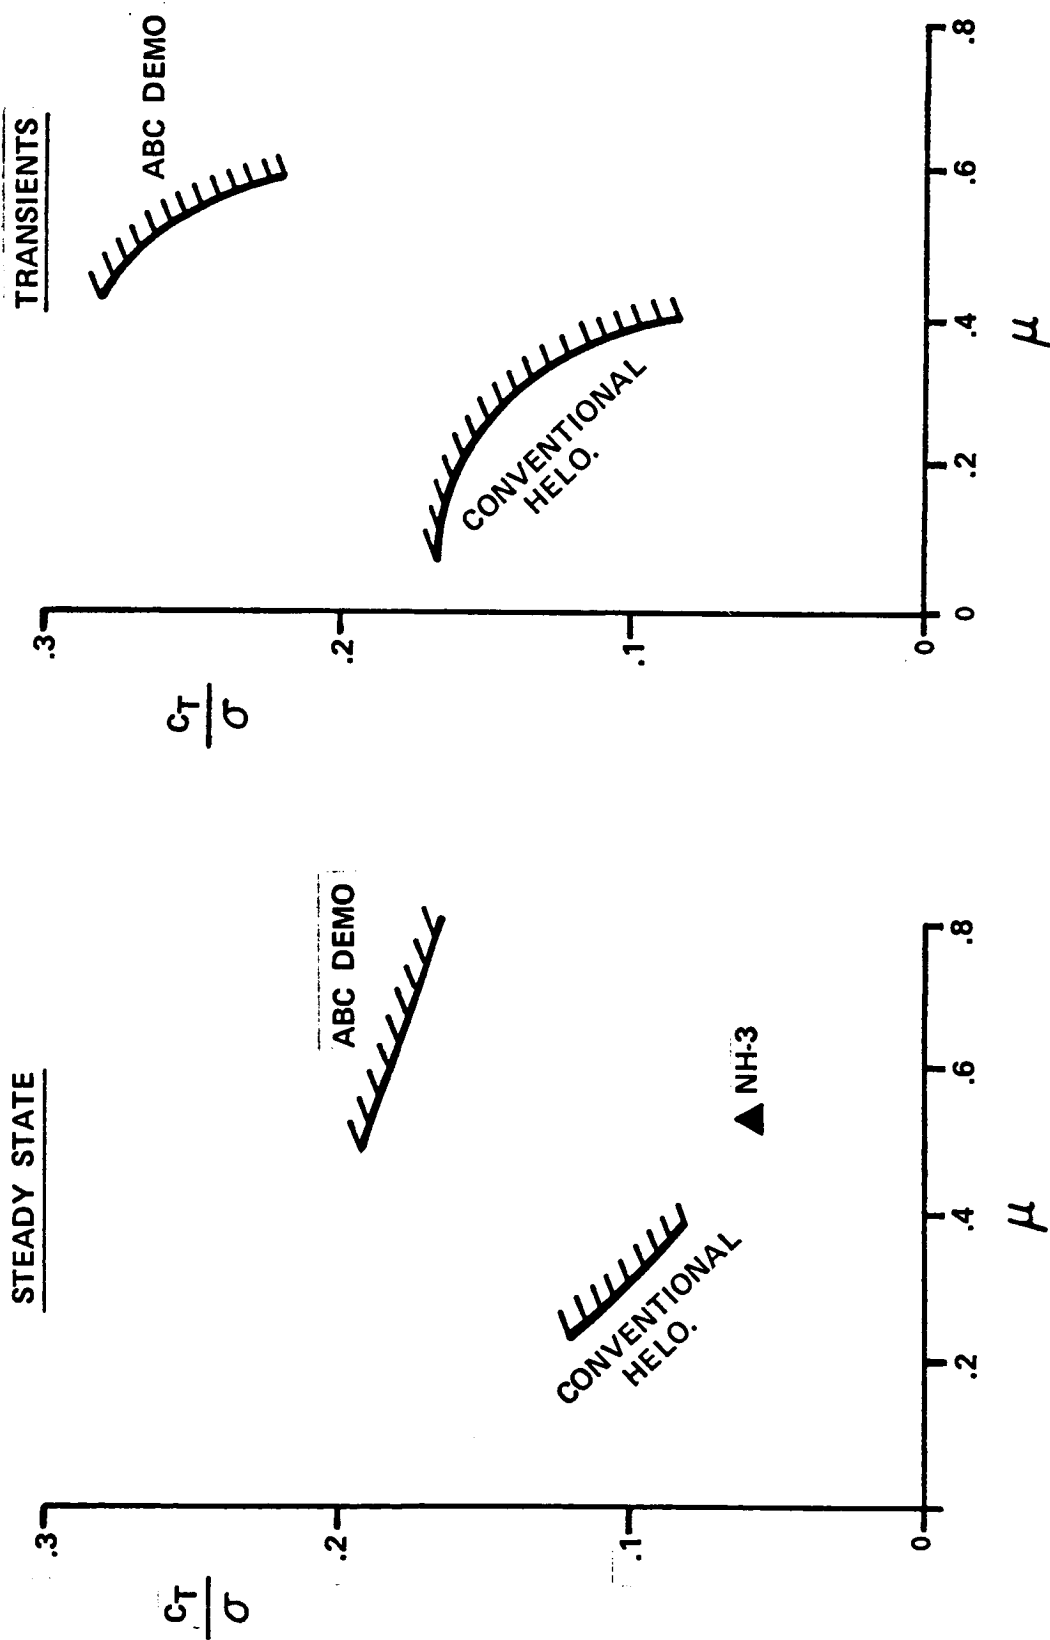 STEADY STATE
C_T
σ
.3
.2
.1
0
ABC DEMO
CONVENTIONAL
HELO.
NH-3
.2
.4
.6
.8
μ
TRANSIENTS
C_T
σ
.3
.2
.1
0
ABC DEMO
CONVENTIONAL
HELO.
0
.2
.4
.6
.8
μ